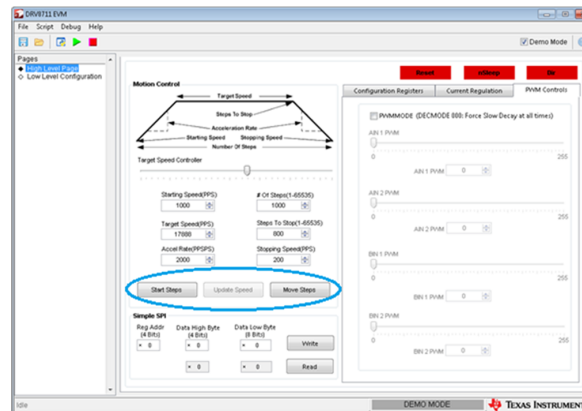 DRV8711 EVM
File Script Debug Help
Demo Mode
Pages
High Level Page
Low Level Configuration
Reset
nSleep
Dir
Motion Control
Target Speed
Steps To Stop
Acceleration Rate
Starting Speed
Stopping Speed
Number Of Steps
Target Speed Controller
Starting Speed(PPS)
# Of Steps(1-65535)
1000
1000
Target Speed(PPS)
Steps To Stop(1-65535)
17888
800
Accel Rate(PPSPS)
Stopping Speed(PPS)
2000
200
Start Steps
Update Speed
Move Steps
Simple SPI
Reg Addr (4 Bits)
Data High Byte (4 Bits)
Data Low Byte (8 Bits)
× 0
× 0
× 0
Write
× 0
× 0
Read
Configuration Registers
Current Regulation
PWM Controls
PWMMODE (DECMODE 000: Force Slow Decay at all times)
AIN 1 PWM
0
255
AIN 1 PWM 0
AIN 2 PWM
0
255
AIN 2 PWM 0
BIN 1 PWM
0
255
BIN 1 PWM 0
BIN 2 PWM
0
255
BIN 2 PWM 0
Idle
DEMO MODE
TEXAS INSTRUMEN